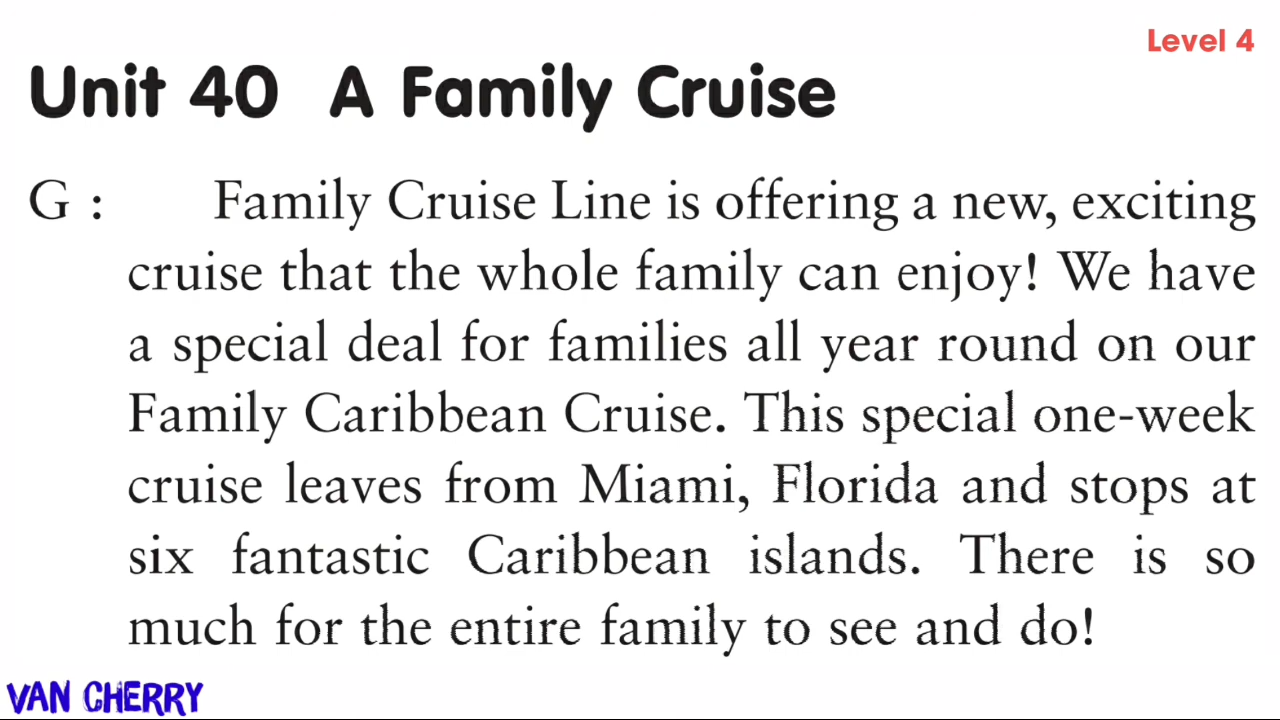 Level 4
Unit 40 A Family Cruise
G : Family Cruise Line is offering a new, exciting
cruise that the whole family can enjoy! We have
a special deal for families all year round on our
Family Caribbean Cruise. This special one-week
cruise leaves from Miami, Florida and stops at
six fantastic Caribbean islands. There is so
much for the entire family to see and do!
VAN CHERRY